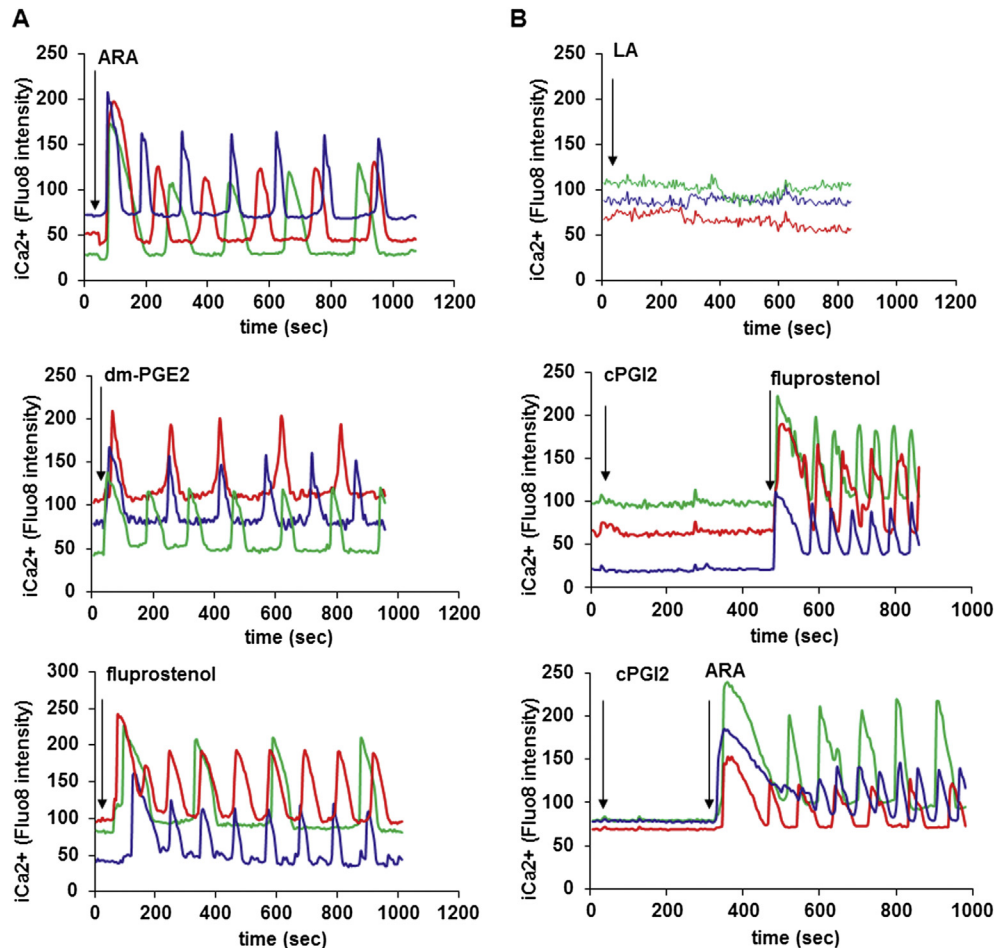 A
B
250
200
150
100
50
0
iCa2+ (Fluo8 intensity)
ARA
0 200 400 600 800 1000 1200
time (sec)
250
200
150
100
50
0
iCa2+ (Fluo8 intensity)
LA
0 200 400 600 800 1000 1200
time (sec)
250
200
150
100
50
0
iCa2+ (Fluo8 intensity)
dm-PGE2
0 200 400 600 800 1000 1200
time (sec)
250
200
150
100
50
0
iCa2+ (Fluo8 intensity)
cPGI2 fluprostenol
0 200 400 600 800 1000
time (sec)
300
250
200
150
100
50
0
iCa2+ (Fluo8 intensity)
fluprostenol
0 200 400 600 800 1000 1200
time (sec)
250
200
150
100
50
0
iCa2+ (Fluo8 intensity)
cPGI2 ARA
0 200 400 600 800 1000
time (sec)